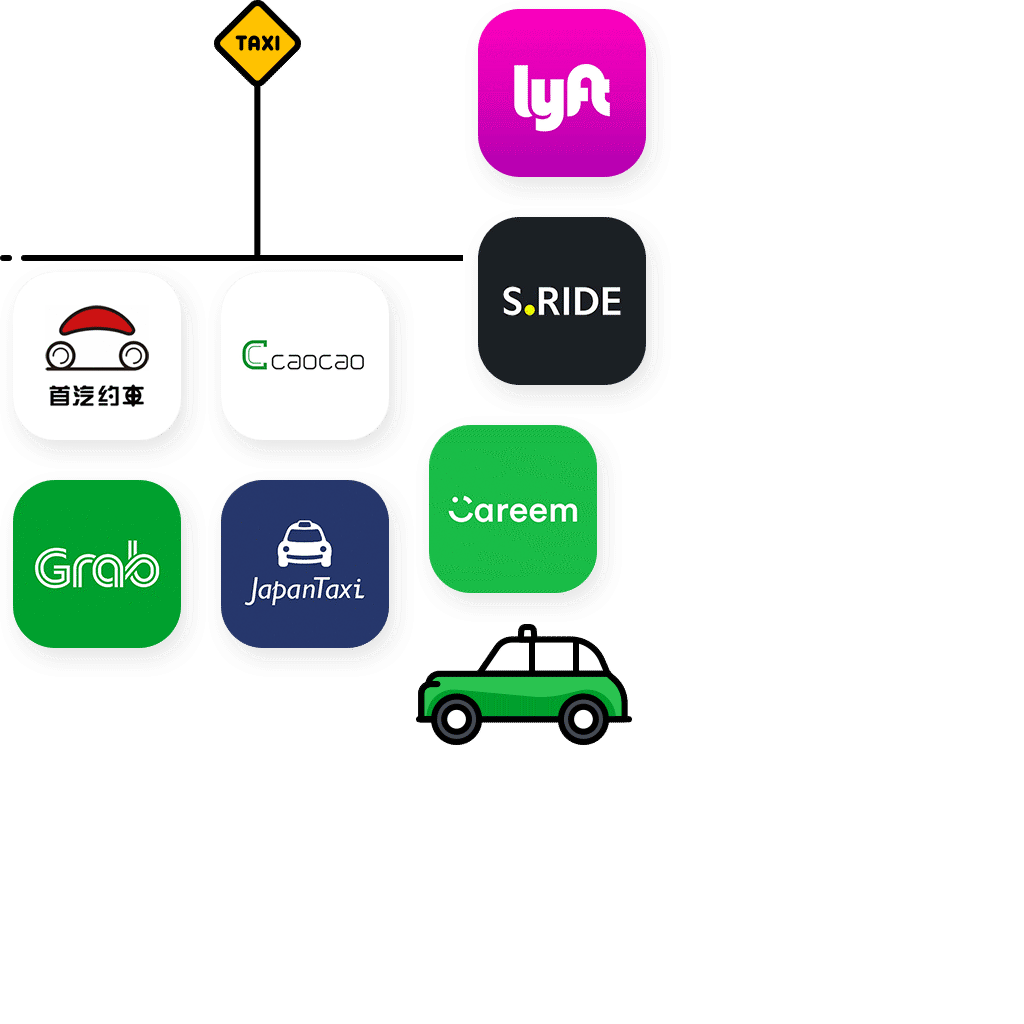 TAXI
lyft
S.RIDE
首汽约車
caocao
Careem
Grab
JapanTaxi